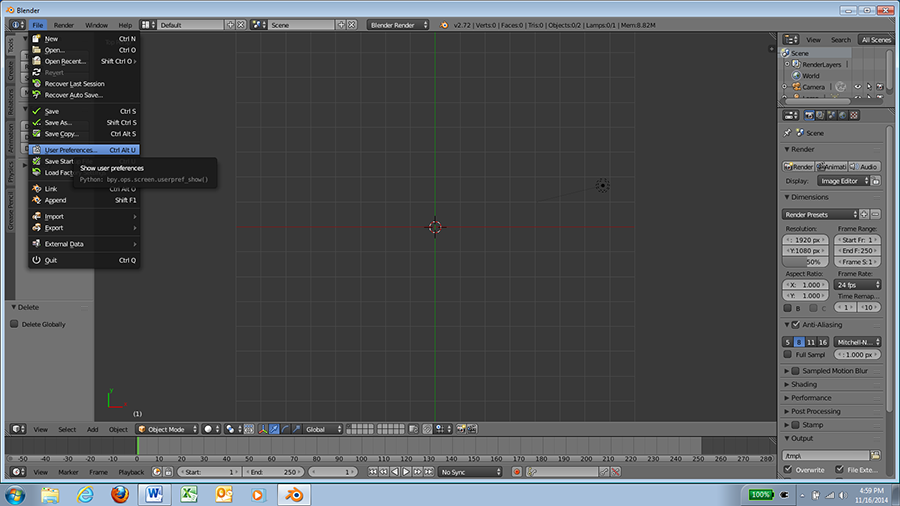 Blender
File Render Window Help Default Scene Blender Render v2.72 | Verts:0 | Faces:0 | Tris:0 | Objects:0/2 | Lamps:0/1 | Mem:8.82M
New Ctrl N
Open... Ctrl O
Open Recent... Shift Ctrl O
Revert
Recover Last Session
Recover Auto Save...
Save Ctrl S
Save As... Shift Ctrl S
Save Copy... Ctrl Alt S
User Preferences... Ctrl Alt U
Save Start
Load Fact
Show user preferences
Python: bpy.ops.screen.userpref_show()
Link Ctrl Alt O
Append Shift F1
Import
Export
External Data
Quit Ctrl Q
Tools
Create
Relations
Animation
Physics
Grease Pencil
Delete
Delete Globally
y
(1)
View Select Add Object Object Mode Global
View Search All Scenes
Scene
RenderLayers
World
Camera
Scene
Render
Render Animati Audio
Display: Image Editor
Dimensions
Render Presets
Resolution: Frame Range:
X: 1920 px Start Fr: 1
Y:1080 px End F: 250
50% Frame S: 1
Aspect Ratio: Frame Rate:
X: 1.000 24 fps
Y: 1.000 Time Remap...
B C 1 10
Anti-Aliasing
5 8 11 16 Mitchell-N...
Full Sampl : 1.000 px
Sampled Motion Blur
Shading
Performance
Post Processing
Stamp
Output
/tmp\
Overwrite File Exte...
-50 -40 -30 -20 -10 0 10 20 30 40 50 60 70 80 90 100 110 120 130 140 150 160 170 180 190 200 210 220 230 240 250 260 270 280
View Marker Frame Playback Start: 1 End: 250 1 No Sync
100% 4:59 PM
11/16/2014